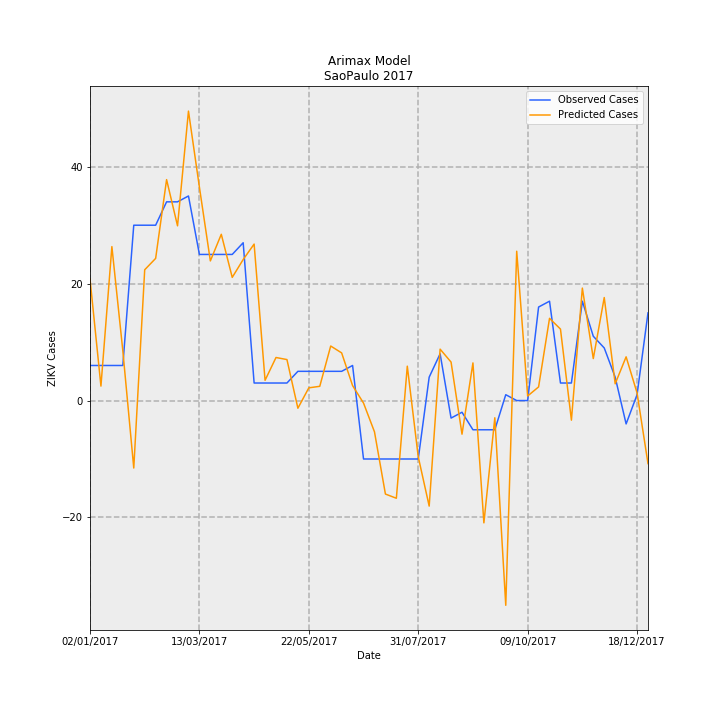 Arimax Model
SaoPaulo 2017
Observed Cases
Predicted Cases
ZIKV Cases
40
20
0
−20
02/01/2017
13/03/2017
22/05/2017
31/07/2017
09/10/2017
18/12/2017
Date